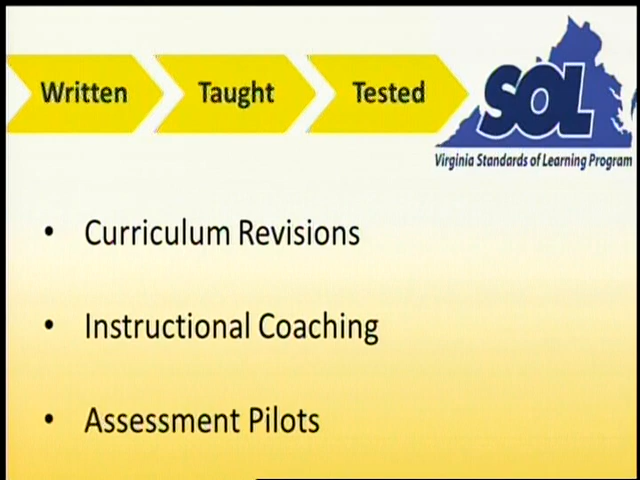 Written Taught Tested
SOL
Virginia Standards of Learning Program
• Curriculum Revisions
• Instructional Coaching
• Assessment Pilots